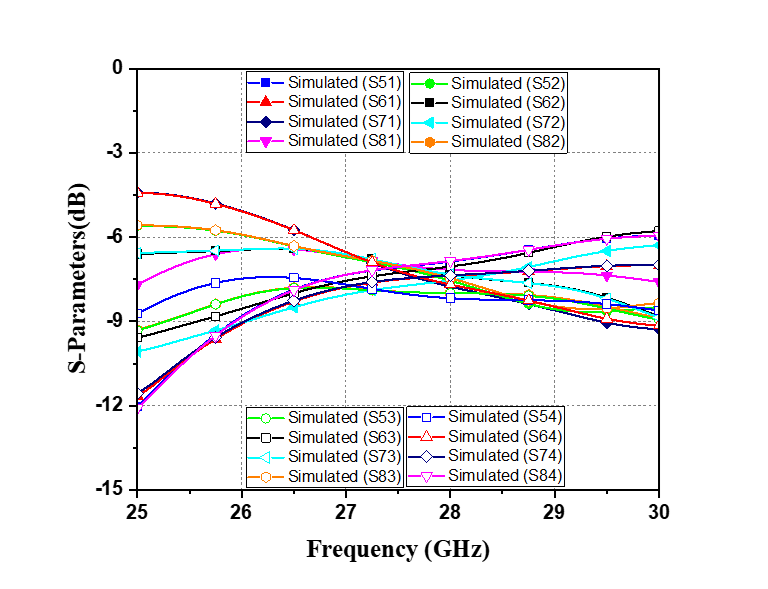 0
-3
-6
-9
-12
-15
S-Parameters(dB)
Simulated (S51)
Simulated (S61)
Simulated (S71)
Simulated (S81)
Simulated (S52)
Simulated (S62)
Simulated (S72)
Simulated (S82)
Simulated (S53)
Simulated (S63)
Simulated (S73)
Simulated (S83)
Simulated (S54)
Simulated (S64)
Simulated (S74)
Simulated (S84)
25 26 27 28 29 30
Frequency (GHz)